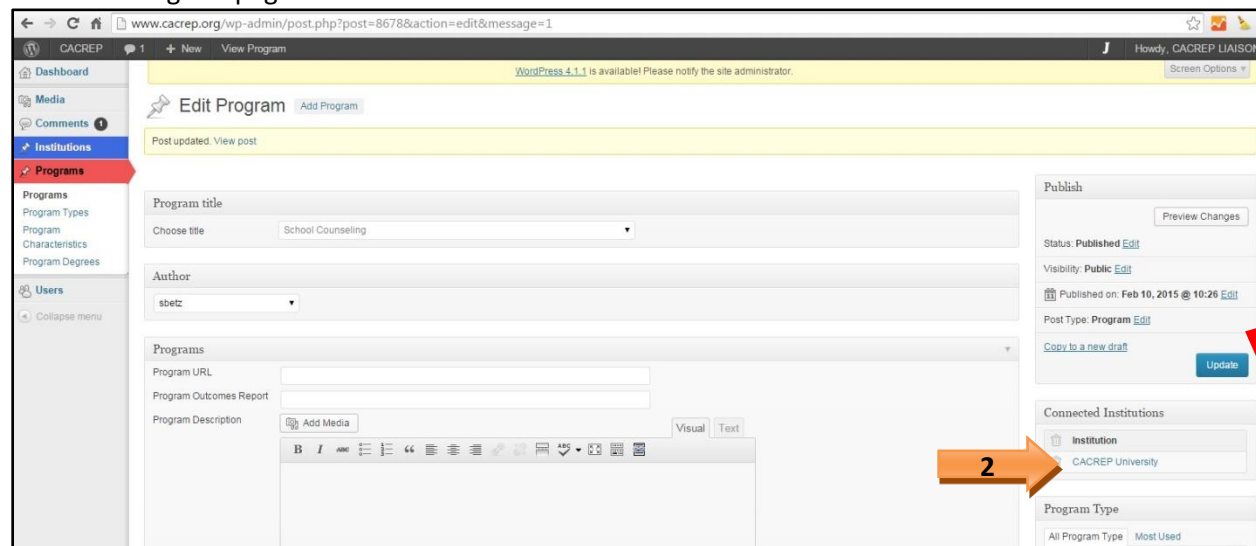 www.cacrep.org/wp-admin/post.php?post=8678&action=edit&message=1
CACREP 1 + New View Program J Howdy, CACREP LIAISON
Dashboard
Media
Comments 1
Institutions
Programs
Programs
Program Types
Program
Characteristics
Program Degrees
Users
Collapse menu
WordPress 4.1.1 is available! Please notify the site administrator.
Screen Options
Edit Program Add Program
Post updated. View post
Program title
Choose title School Counseling
Author
sbetz
Programs
Program URL
Program Outcomes Report
Program Description Add Media Visual Text
B I ABC ABC
Publish
Preview Changes
Status: Published Edit
Visibility: Public Edit
Published on: Feb 10, 2015 @ 10:26 Edit
Post Type: Program Edit
Copy to a new draft
Update
Connected Institutions
Institution
2 CACREP University
Program Type
All Program Type Most Used